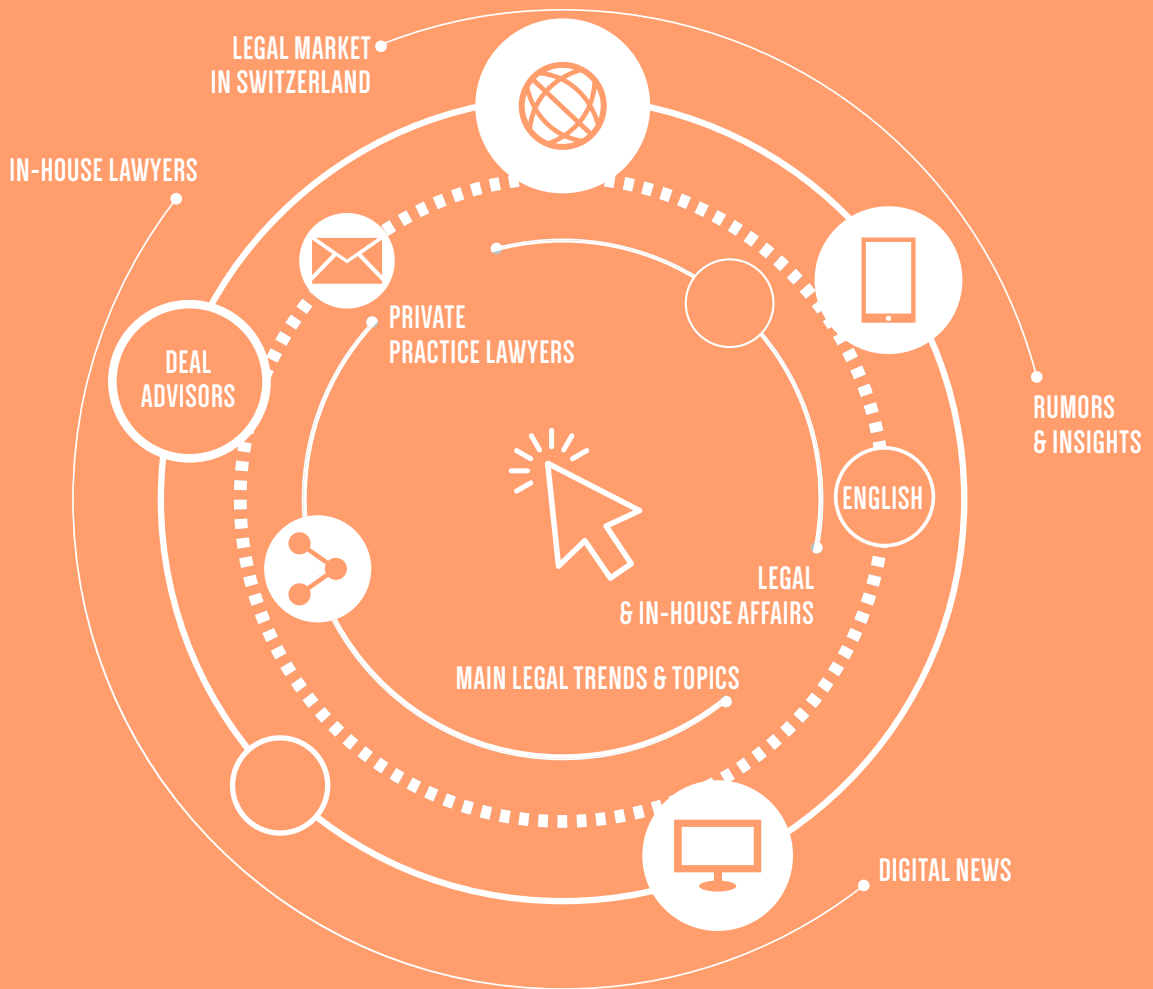 LEGAL MARKET
IN SWITZERLAND
IN-HOUSE LAWYERS
PRIVATE
PRACTICE LAWYERS
DEAL
ADVISORS
RUMORS
& INSIGHTS
ENGLISH
LEGAL
& IN-HOUSE AFFAIRS
MAIN LEGAL TRENDS & TOPICS
DIGITAL NEWS